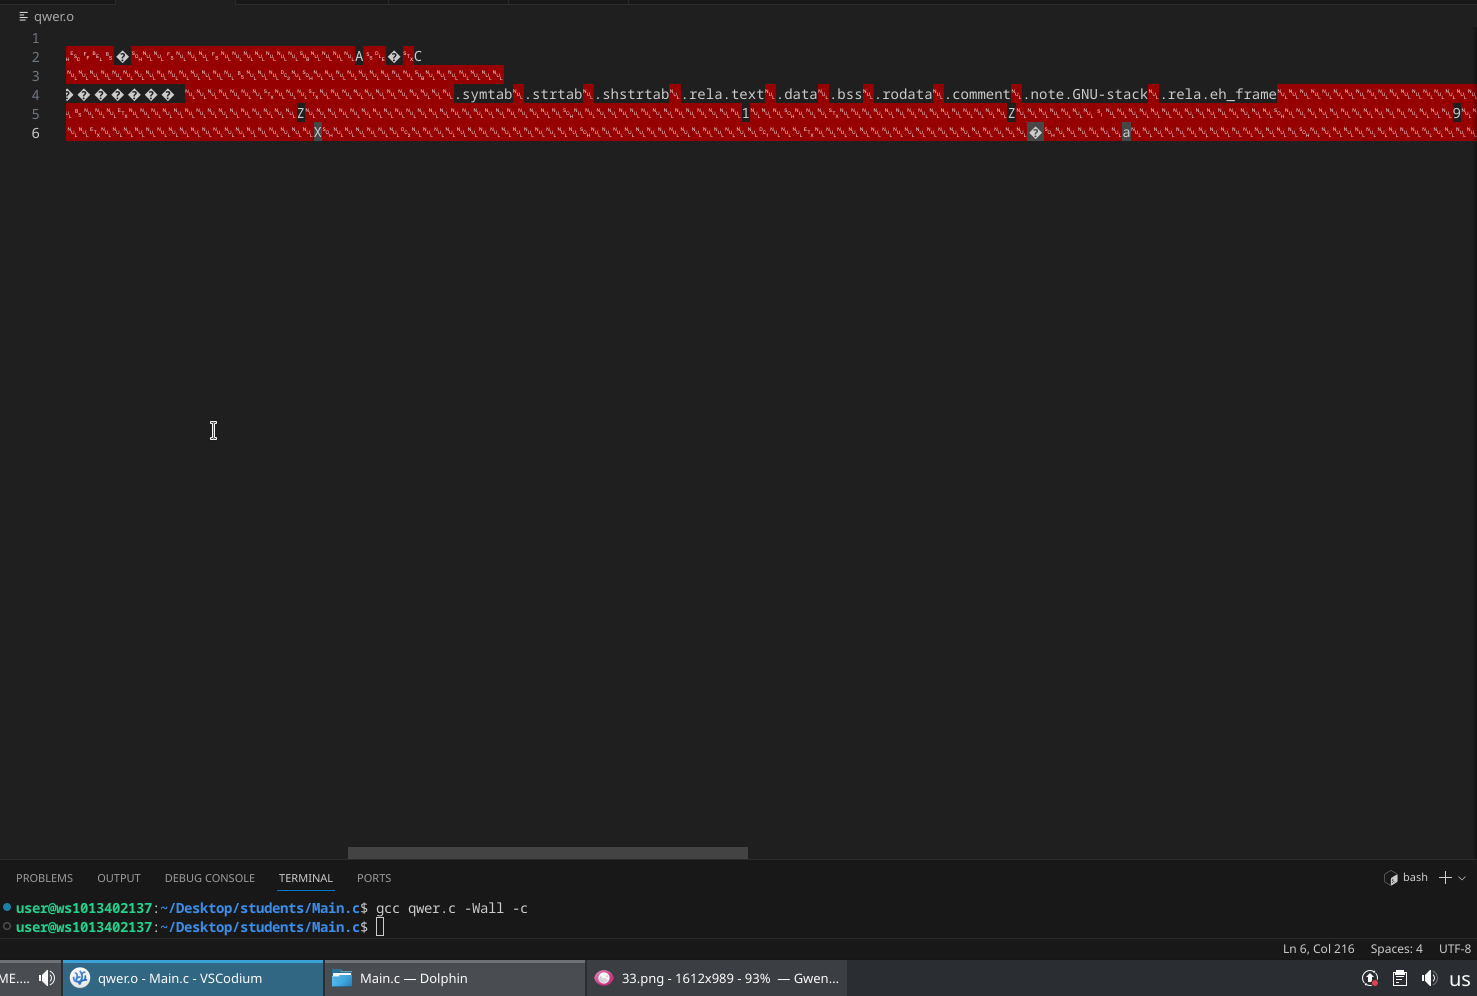 qwer.o
1
2 A C
3
4 .symtab .strtab .shstrtab .rela.text .data .bss .rodata .comment .note.GNU-stack .rela.eh_frame
5 Z 1 Z 9
6 X a
PROBLEMS OUTPUT DEBUG CONSOLE TERMINAL PORTS bash
user@ws1013402137:~/Desktop/students/Main.c$ gcc qwer.c -Wall -c
user@ws1013402137:~/Desktop/students/Main.c$
Ln 6, Col 216 Spaces: 4 UTF-8
ME.... qwer.o - Main.c - VSCodium Main.c — Dolphin 33.png - 1612x989 - 93% — Gwen... us